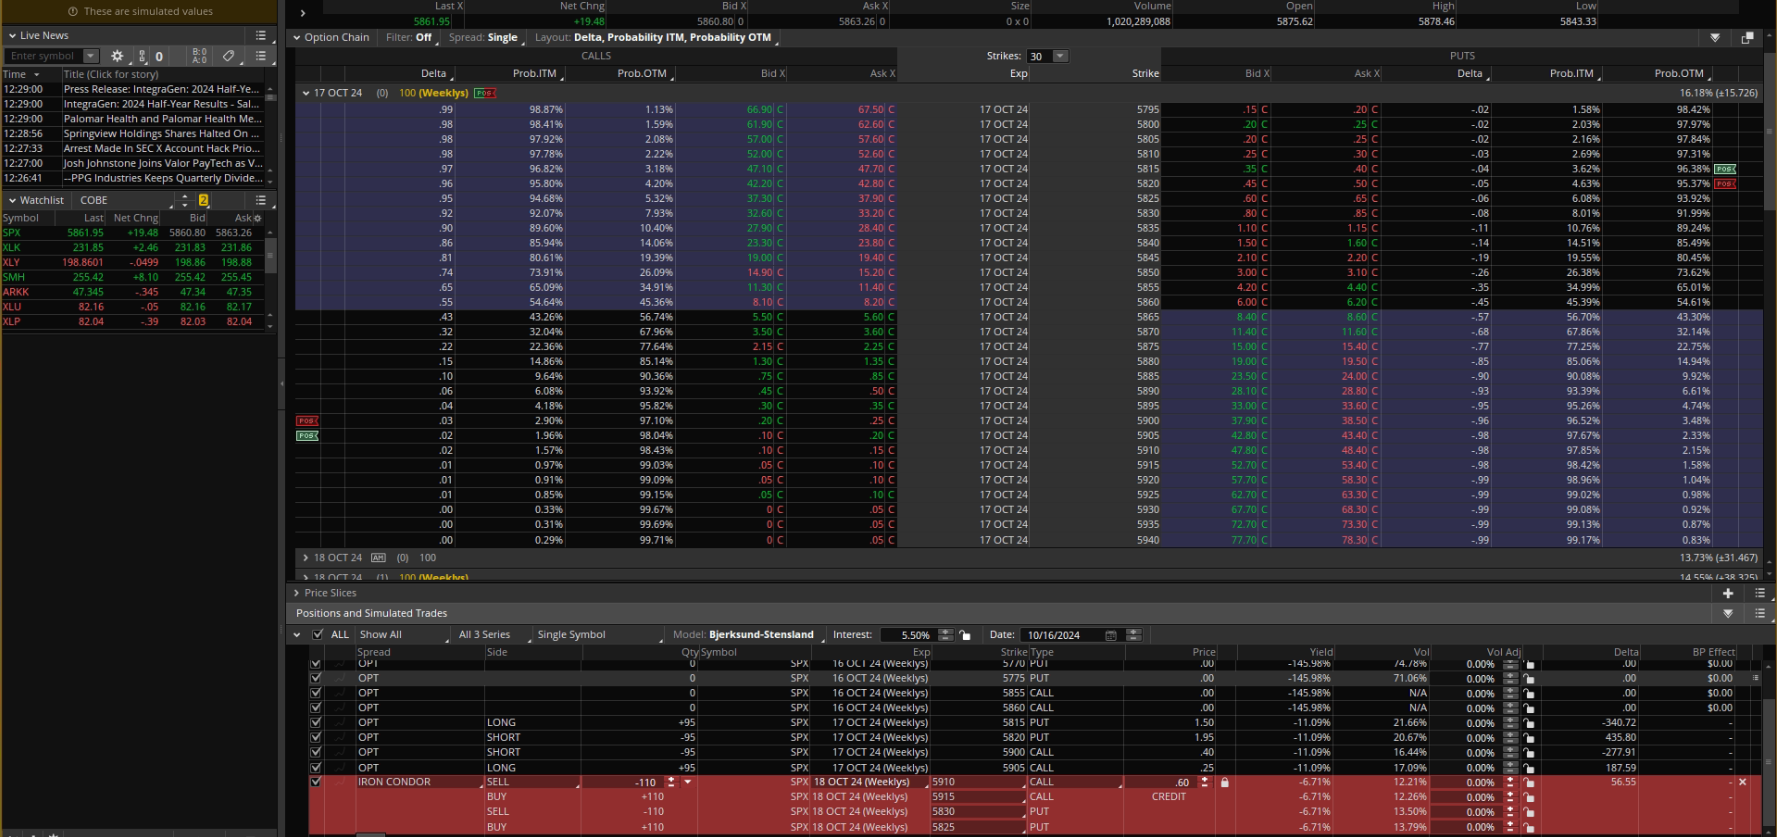 These are simulated values
Last X Net Chng Bid X Ask X Size Volume Open High Low
5861.95 +19.48 5860.80 0 5863.26 0 0 x 0 1,020,289,088 5875.62 5878.46 5843.33
Live News
Enter symbol 0 B: 0 A: 0
Time Title (Click for story)
12:29:00 Press Release: IntegraGen: 2024 Half-Ye...
12:29:00 IntegraGen: 2024 Half-Year Results - Sal...
12:29:00 Palomar Health and Palomar Health Me...
12:28:56 Springview Holdings Shares Halted On ...
12:27:33 Arrest Made In SEC X Account Hack Prio...
12:27:00 Josh Johnstone Joins Valor PayTech as V...
12:26:41 --PPG Industries Keeps Quarterly Divide...
Watchlist COBE 2
Symbol Last Net Chng Bid Ask
SPX 5861.95 +19.48 5860.80 5863.26
XLK 231.85 +2.46 231.83 231.86
XLY 198.8601 -.0499 198.86 198.88
SMH 255.42 +8.10 255.42 255.45
ARKK 47.345 -.345 47.34 47.35
XLU 82.16 -.05 82.16 82.17
XLP 82.04 -.39 82.03 82.04
Option Chain Filter: Off Spread: Single Layout: Delta, Probability ITM, Probability OTM
CALLS Strikes: 30 PUTS
Delta Prob.ITM Prob.OTM Bid X Ask X Exp Strike Bid X Ask X Delta Prob.ITM Prob.OTM
17 OCT 24 (0) 100 (Weeklys) POS 16.18% (±15.726)
.99 98.87% 1.13% 66.90 C 67.50 C 17 OCT 24 5795 .15 C .20 C -.02 1.58% 98.42%
.98 98.41% 1.59% 61.90 C 62.60 C 17 OCT 24 5800 .20 C .25 C -.02 2.03% 97.97%
.98 97.92% 2.08% 57.00 C 57.60 C 17 OCT 24 5805 .20 C .25 C -.02 2.16% 97.84%
.98 97.78% 2.22% 52.00 C 52.60 C 17 OCT 24 5810 .25 C .30 C -.03 2.69% 97.31%
.97 96.82% 3.18% 47.10 C 47.70 C 17 OCT 24 5815 .35 C .40 C -.04 3.62% 96.38% POS
.96 95.80% 4.20% 42.20 C 42.80 C 17 OCT 24 5820 .45 C .50 C -.05 4.63% 95.37% POS
.95 94.68% 5.32% 37.30 C 37.90 C 17 OCT 24 5825 .60 C .65 C -.06 6.08% 93.92%
.92 92.07% 7.93% 32.60 C 33.20 C 17 OCT 24 5830 .80 C .85 C -.08 8.01% 91.99%
.90 89.60% 10.40% 27.90 C 28.40 C 17 OCT 24 5835 1.10 C 1.15 C -.11 10.76% 89.24%
.86 85.94% 14.06% 23.30 C 23.80 C 17 OCT 24 5840 1.50 C 1.60 C -.14 14.51% 85.49%
.81 80.61% 19.39% 19.00 C 19.40 C 17 OCT 24 5845 2.10 C 2.20 C -.19 19.55% 80.45%
.74 73.91% 26.09% 14.90 C 15.20 C 17 OCT 24 5850 3.00 C 3.10 C -.26 26.38% 73.62%
.65 65.09% 34.91% 11.30 C 11.40 C 17 OCT 24 5855 4.20 C 4.40 C -.35 34.99% 65.01%
.55 54.64% 45.36% 8.10 C 8.20 C 17 OCT 24 5860 6.00 C 6.20 C -.45 45.39% 54.61%
.43 43.26% 56.74% 5.50 C 5.60 C 17 OCT 24 5865 8.40 C 8.60 C -.57 56.70% 43.30%
.32 32.04% 67.96% 3.50 C 3.60 C 17 OCT 24 5870 11.40 C 11.60 C -.68 67.86% 32.14%
.22 22.36% 77.64% 2.15 C 2.25 C 17 OCT 24 5875 15.00 C 15.40 C -.77 77.25% 22.75%
.15 14.86% 85.14% 1.30 C 1.35 C 17 OCT 24 5880 19.00 C 19.50 C -.85 85.06% 14.94%
.10 9.64% 90.36% .75 C .85 C 17 OCT 24 5885 23.50 C 24.00 C -.90 90.08% 9.92%
.06 6.08% 93.92% .45 C .50 C 17 OCT 24 5890 28.10 C 28.80 C -.94 93.39% 6.61%
.04 4.18% 95.82% .30 C .35 C 17 OCT 24 5895 33.00 C 33.60 C -.95 95.26% 4.74%
POS .03 2.90% 97.10% .20 C .25 C 17 OCT 24 5900 37.90 C 38.50 C -.96 96.52% 3.48%
POS .02 1.96% 98.04% .10 C .20 C 17 OCT 24 5905 42.80 C 43.40 C -.98 97.67% 2.33%
.02 1.57% 98.43% .10 C .15 C 17 OCT 24 5910 47.80 C 48.40 C -.98 97.85% 2.15%
.01 0.97% 99.03% .05 C .10 C 17 OCT 24 5915 52.70 C 53.40 C -.98 98.42% 1.58%
.01 0.91% 99.09% .05 C .10 C 17 OCT 24 5920 57.70 C 58.30 C -.99 98.96% 1.04%
.01 0.85% 99.15% .05 C .10 C 17 OCT 24 5925 62.70 C 63.30 C -.99 99.02% 0.98%
.00 0.33% 99.67% 0 C .05 C 17 OCT 24 5930 67.70 C 68.30 C -.99 99.08% 0.92%
.00 0.31% 99.69% 0 C .05 C 17 OCT 24 5935 72.70 C 73.30 C -.99 99.13% 0.87%
.00 0.29% 99.71% 0 C .05 C 17 OCT 24 5940 77.70 C 78.30 C -.99 99.17% 0.83%
18 OCT 24 AM (0) 100 13.73% (±31.467)
18 OCT 24 (1) 100 (Weeklys) 14.55% (±38.325)
Price Slices
Positions and Simulated Trades
ALL Show All All 3 Series Single Symbol Model: Bjerksund-Stensland Interest: 5.50% Date: 10/16/2024
Spread Side Qty Symbol Exp Strike Type Price Yield Vol Vol Adj Delta BP Effect
OPT 0 SPX 16 OCT 24 (Weeklys) 5770 PUT .00 -145.98% 74.78% 0.00% .00 $0.00
OPT 0 SPX 16 OCT 24 (Weeklys) 5775 PUT .00 -145.98% 71.06% 0.00% .00 $0.00
OPT 0 SPX 16 OCT 24 (Weeklys) 5855 CALL .00 -145.98% N/A 0.00% .00 $0.00
OPT 0 SPX 16 OCT 24 (Weeklys) 5860 CALL .00 -145.98% N/A 0.00% .00 $0.00
OPT LONG +95 SPX 17 OCT 24 (Weeklys) 5815 PUT 1.50 -11.09% 21.66% 0.00% -340.72 -
OPT SHORT -95 SPX 17 OCT 24 (Weeklys) 5820 PUT 1.95 -11.09% 20.67% 0.00% 435.80 -
OPT SHORT -95 SPX 17 OCT 24 (Weeklys) 5900 CALL .40 -11.09% 16.44% 0.00% -277.91 -
OPT LONG +95 SPX 17 OCT 24 (Weeklys) 5905 CALL .25 -11.09% 17.09% 0.00% 187.59 -
IRON CONDOR SELL -110 SPX 18 OCT 24 (Weeklys) 5910 CALL .60 -6.71% 12.21% 0.00% 56.55 -
BUY +110 SPX 18 OCT 24 (Weeklys) 5915 CALL CREDIT -6.71% 12.26% 0.00%
SELL -110 SPX 18 OCT 24 (Weeklys) 5830 PUT -6.71% 13.50% 0.00%
BUY +110 SPX 18 OCT 24 (Weeklys) 5825 PUT -6.71% 13.79% 0.00%